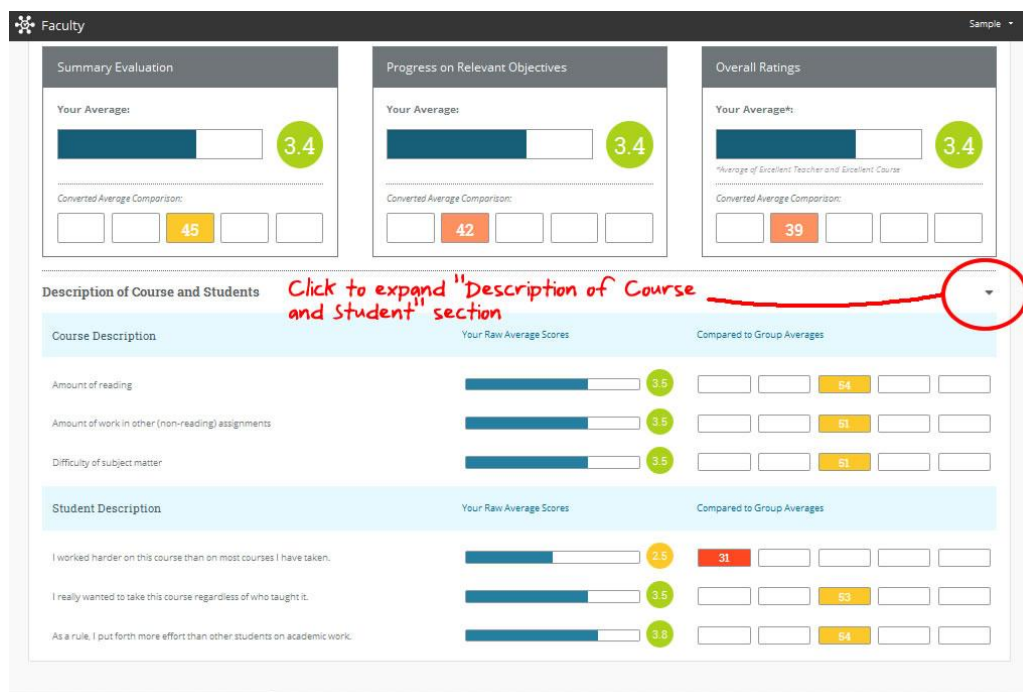 Faculty
Sample
Summary Evaluation
Your Average:
3.4
Converted Average Comparison:
45
Progress on Relevant Objectives
Your Average:
3.4
Converted Average Comparison:
42
Overall Ratings
Your Average*:
3.4
*Average of Excellent Teacher and Excellent Course
Converted Average Comparison:
39
Description of Course and Students
Click to expand "Description of Course
and Student" section
Course Description Your Raw Average Scores Compared to Group Averages
Amount of reading 3.5 54
Amount of work in other (non-reading) assignments 3.5 51
Difficulty of subject matter 3.5 51
Student Description Your Raw Average Scores Compared to Group Averages
I worked harder on this course than on most courses I have taken. 2.5 31
I really wanted to take this course regardless of who taught it. 3.5 53
As a rule, I put forth more effort than other students on academic work. 3.8 54